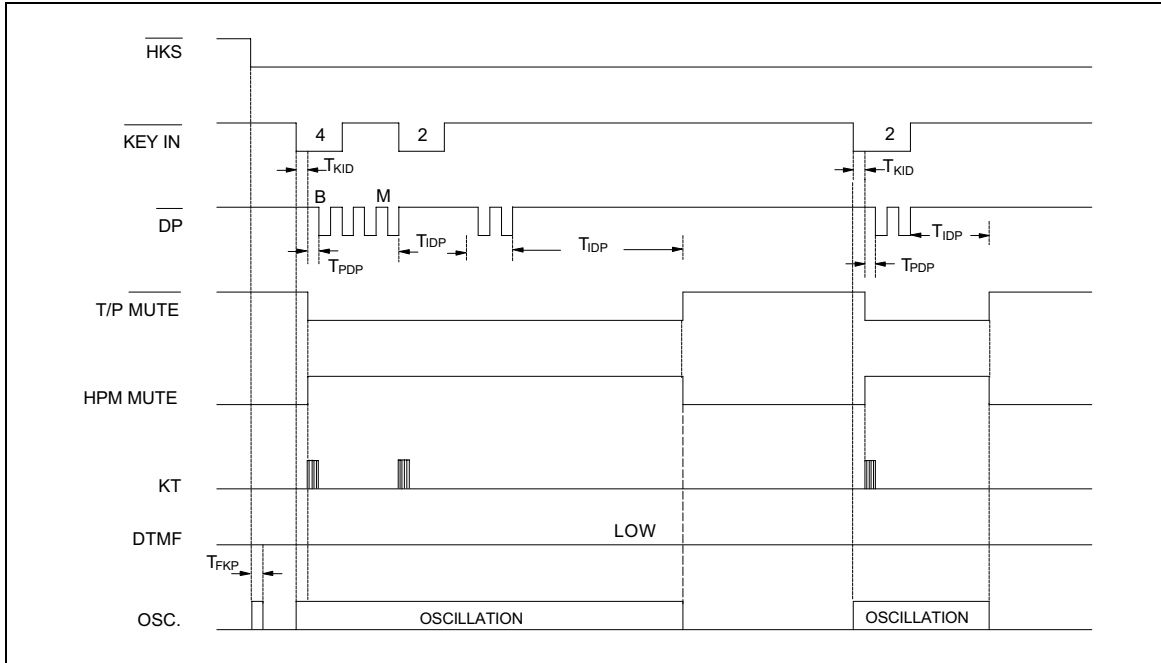 HKS
KEY IN
4
2
2
TKID
TKID
B
M
DP
TIDP
TIDP
TIDP
TPDP
TPDP
T/P MUTE
HPM MUTE
KT
LOW
DTMF
TFKP
OSC.
OSCILLATION
OSCILLATION